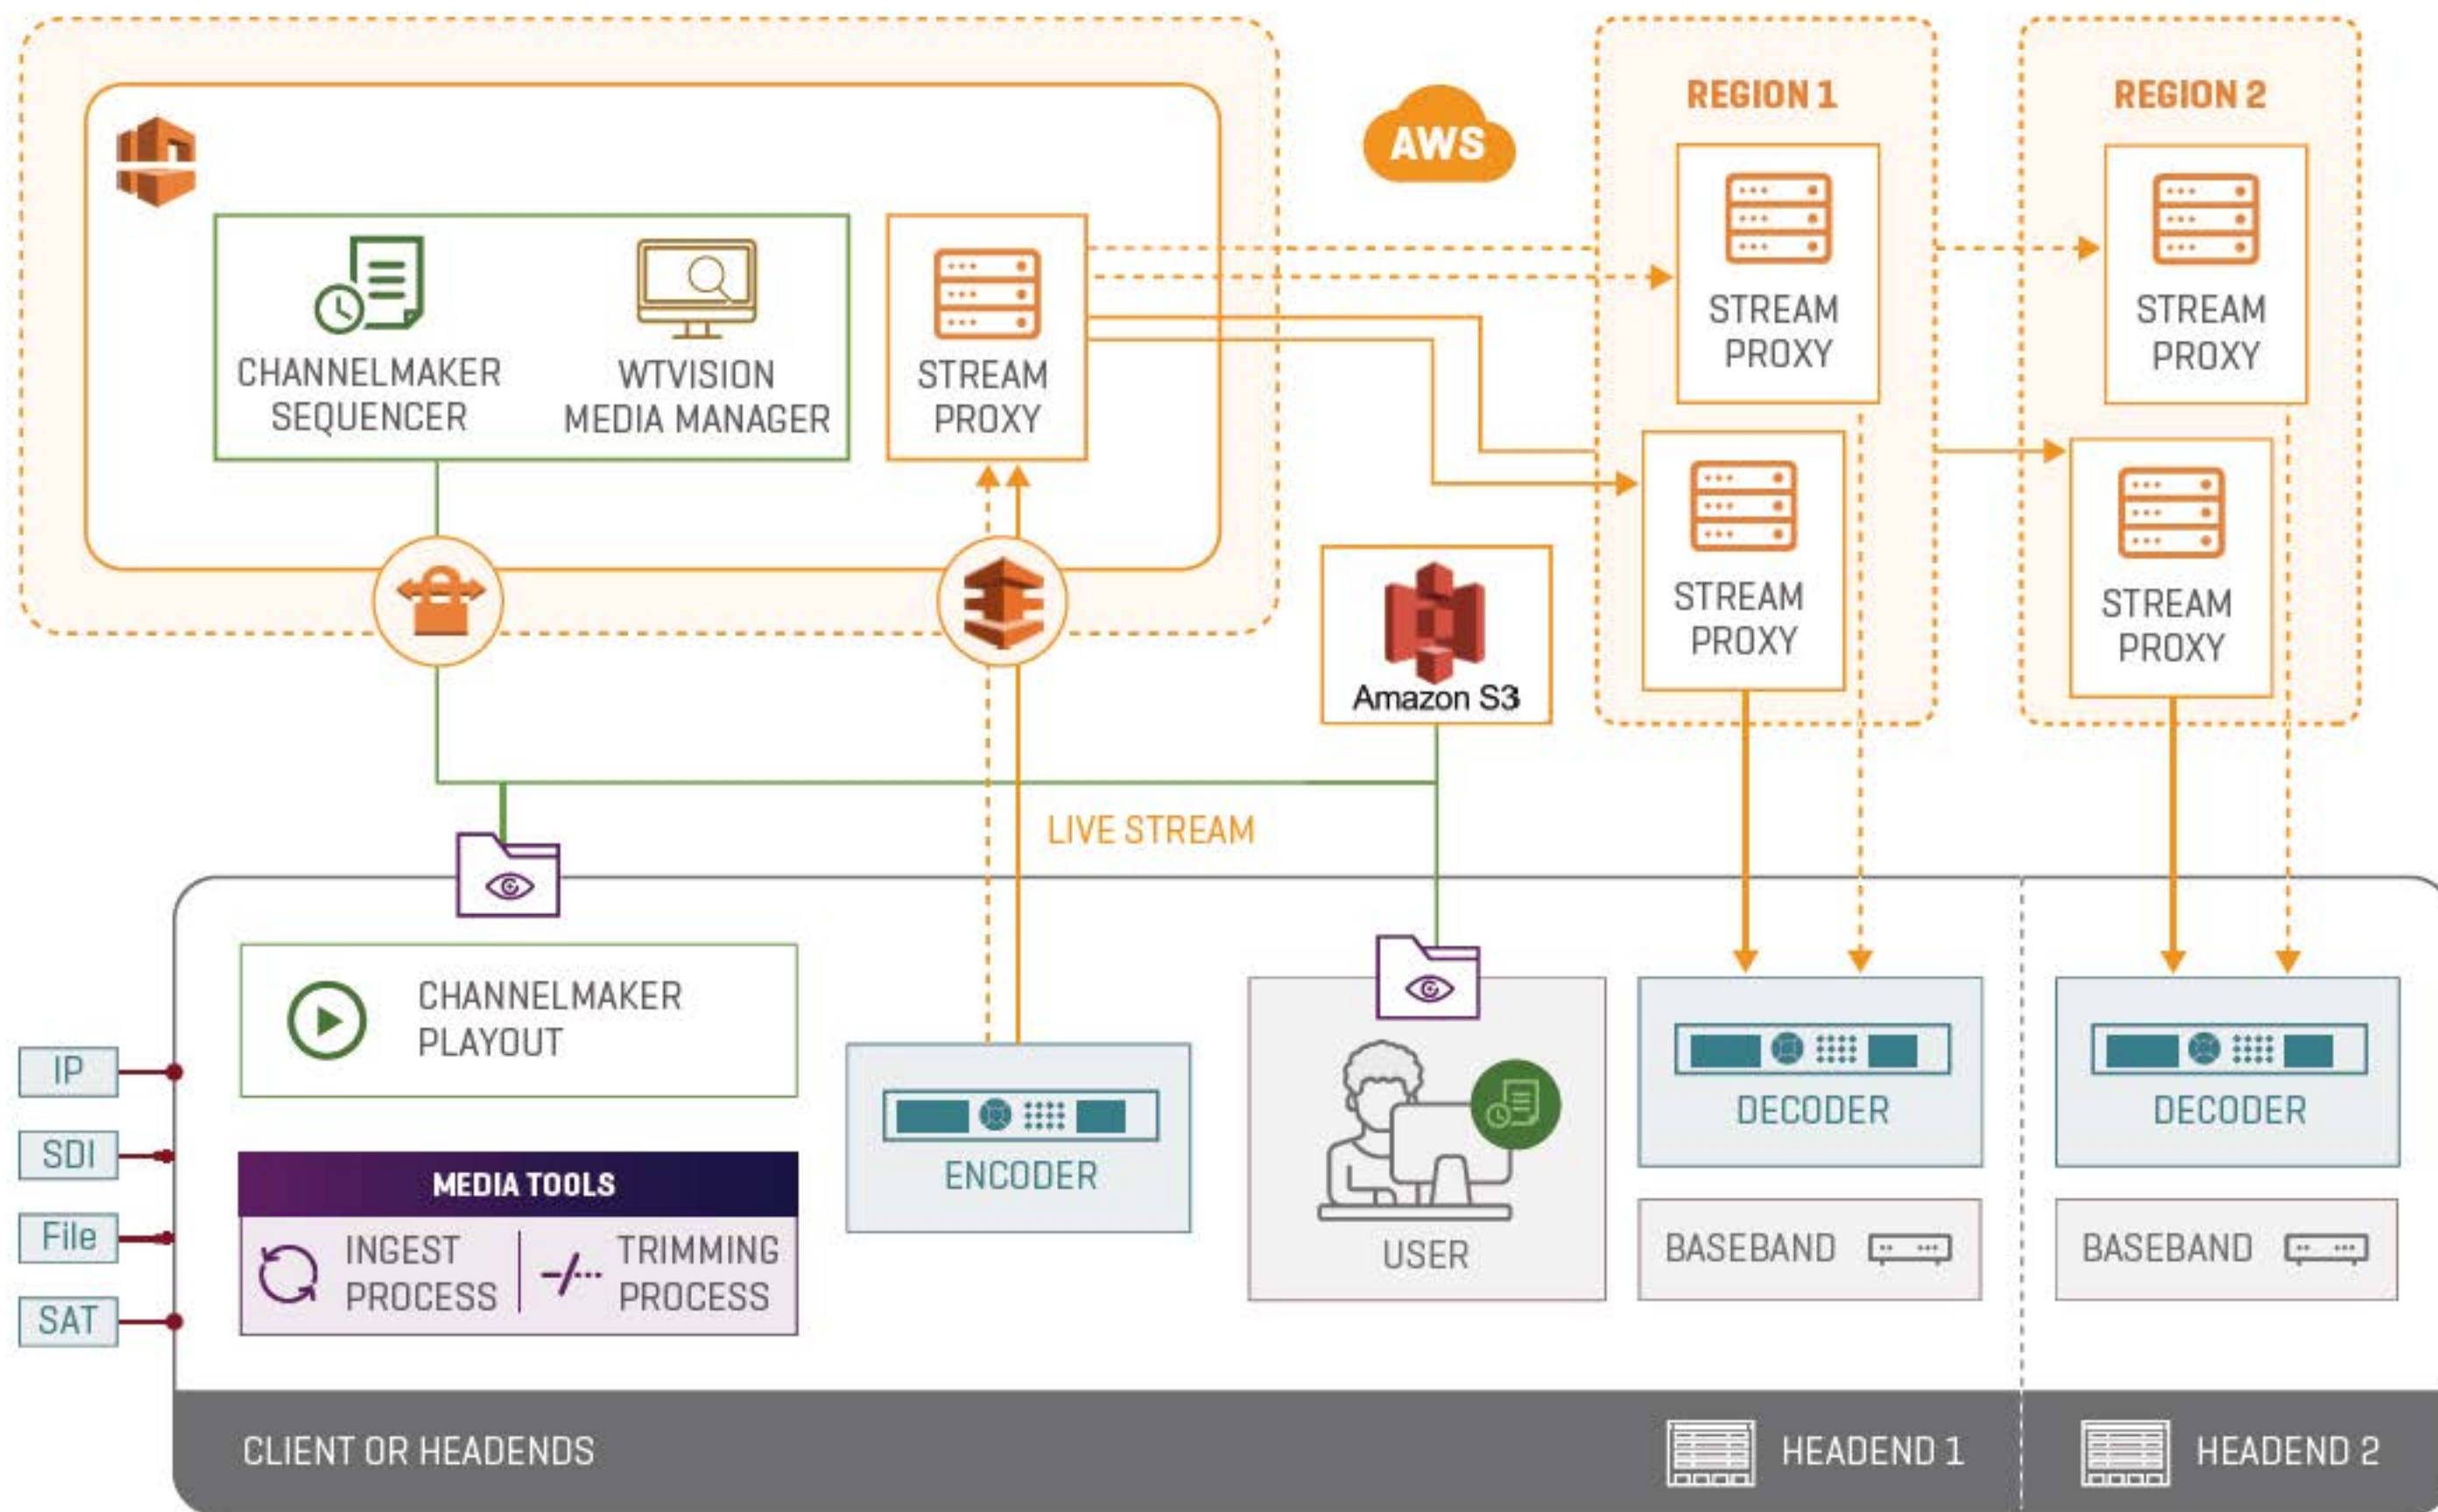 AWS
REGION 1
REGION 2
CHANNELMAKER
SEQUENCER
WTVISION
MEDIA MANAGER
STREAM
PROXY
STREAM
PROXY
STREAM
PROXY
STREAM
PROXY
STREAM
PROXY
Amazon S3
LIVE STREAM
CHANNELMAKER
PLAYOUT
IP
SDI
File
SAT
MEDIA TOOLS
INGEST
PROCESS
TRIMMING
PROCESS
ENCODER
USER
DECODER
BASEBAND
DECODER
BASEBAND
CLIENT OR HEADENDS
HEADEND 1
HEADEND 2